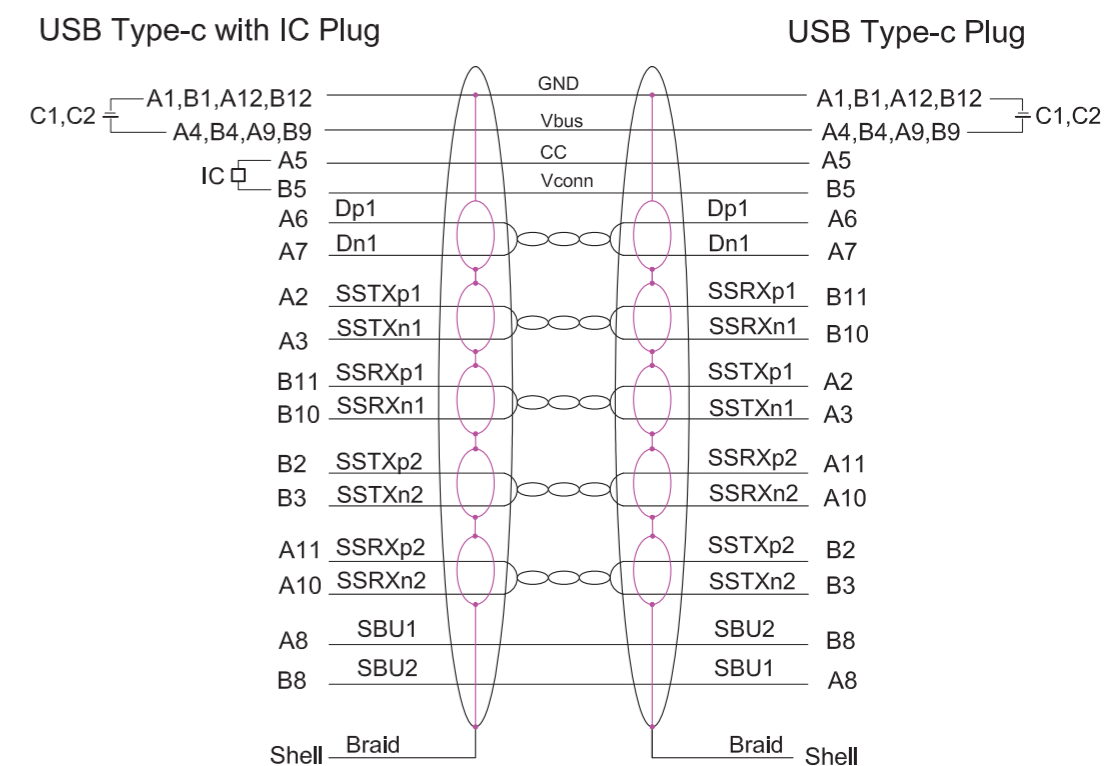 USB Type-c with IC Plug USB Type-c Plug
A1,B1,A12,B12 GND A1,B1,A12,B12
C1,C2 C1,C2
A4,B4,A9,B9 Vbus A4,B4,A9,B9
A5 CC A5
IC
B5 Vconn B5
A6 Dp1 Dp1 A6
A7 Dn1 Dn1 A7
A2 SSTXp1 SSRXp1 B11
A3 SSTXn1 SSRXn1 B10
B11 SSRXp1 SSTXp1 A2
B10 SSRXn1 SSTXn1 A3
B2 SSTXp2 SSRXp2 A11
B3 SSTXn2 SSRXn2 A10
A11 SSRXp2 SSTXp2 B2
A10 SSRXn2 SSTXn2 B3
A8 SBU1 SBU2 B8
B8 SBU2 SBU1 A8
Shell Braid Braid Shell